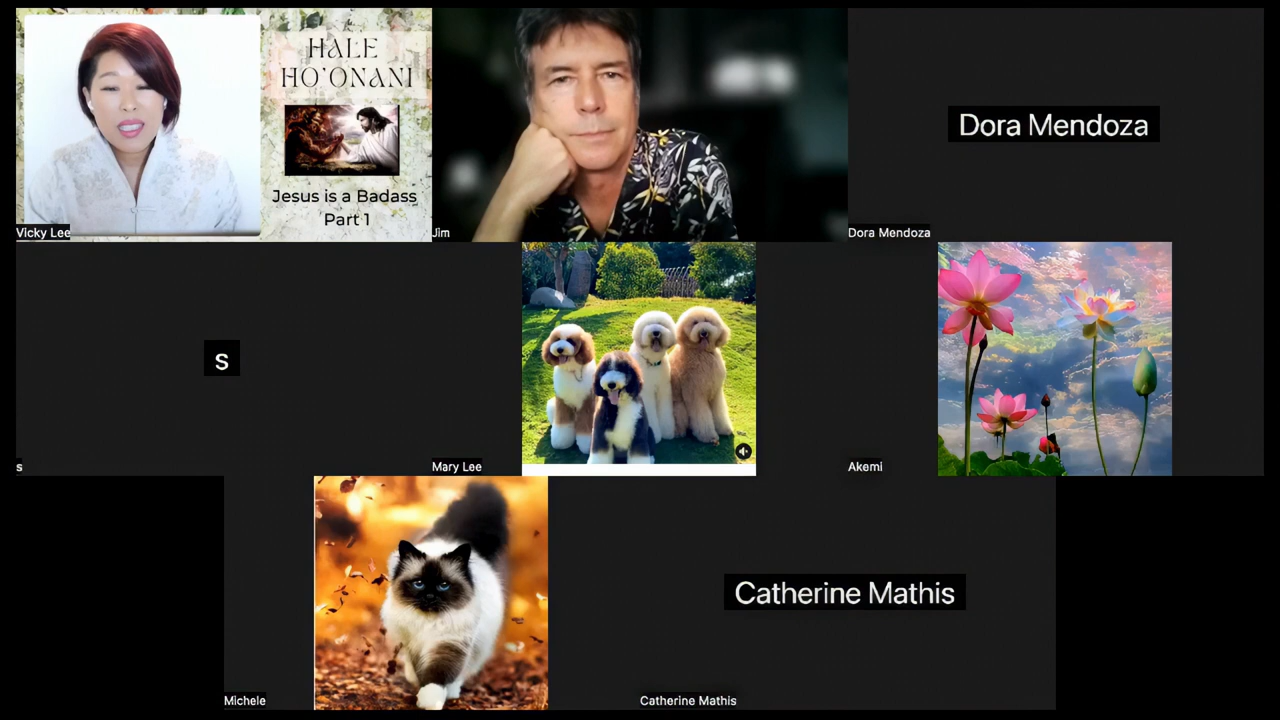 HALE
HO'ONANI
Jesus is a Badass
Part 1
Vicky Lee
Jim
Dora Mendoza
Dora Mendoza
s
s
Mary Lee
Akemi
Michele
Catherine Mathis
Catherine Mathis